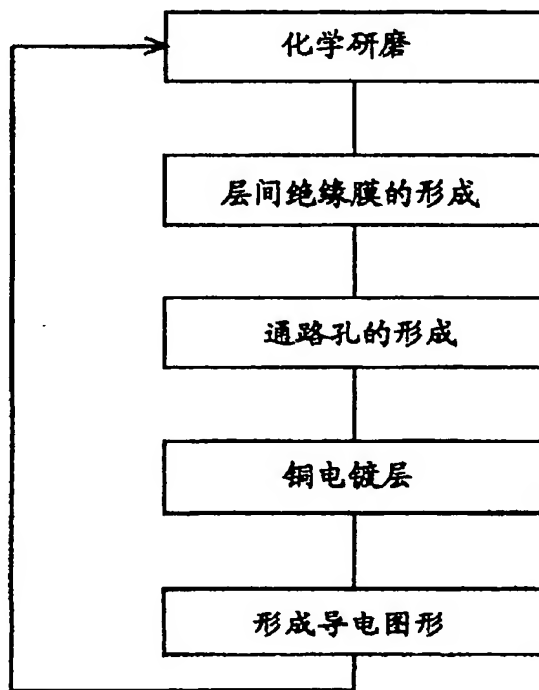 化学研磨
层间绝缘膜的形成
通路孔的形成
铜电镀层
形成导电图形